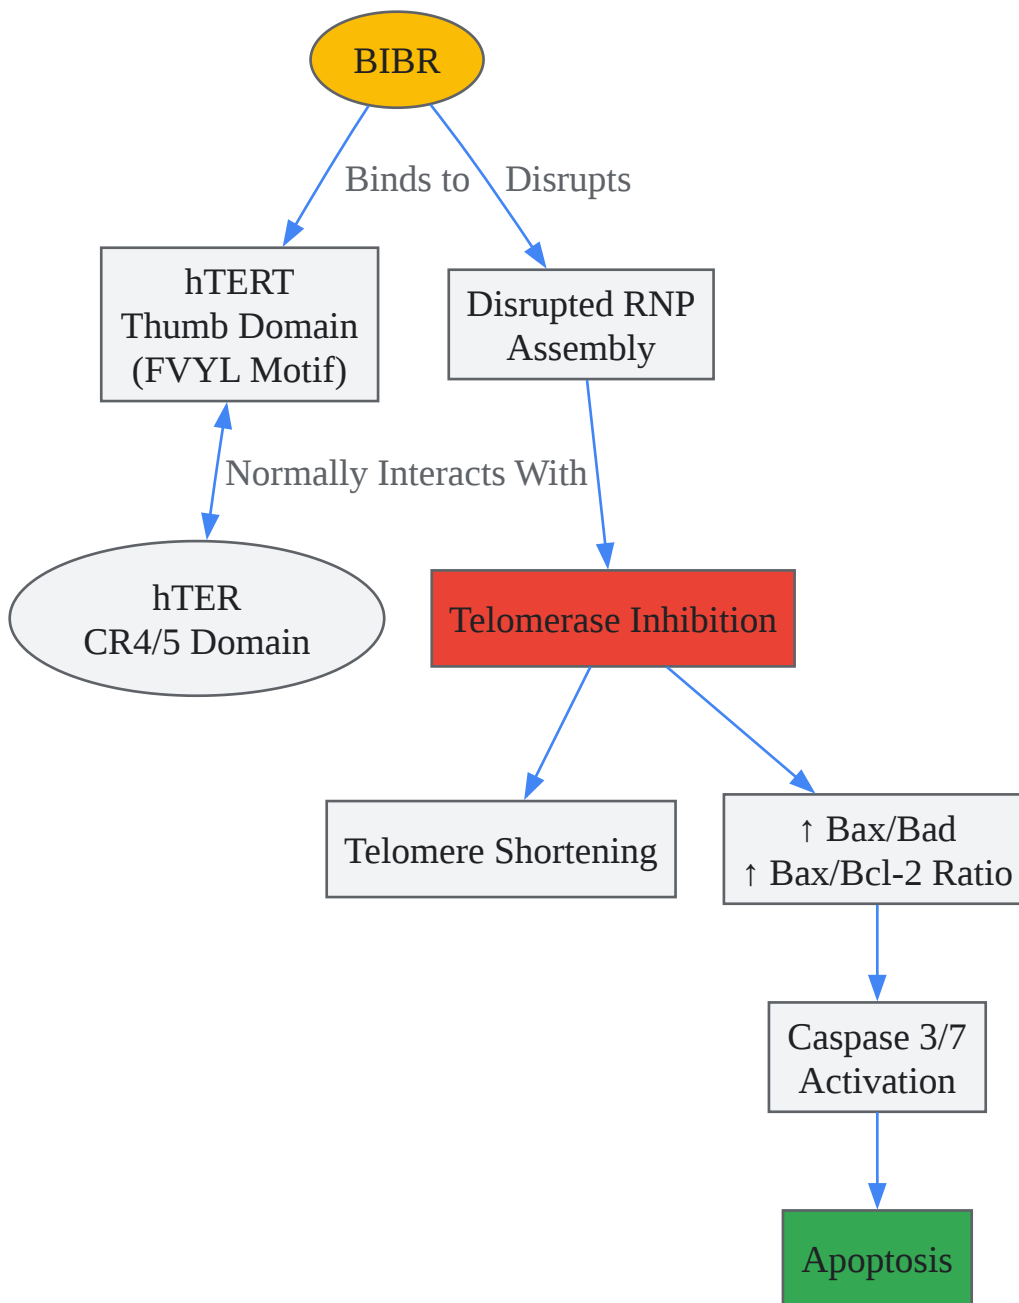 BIBR
Binds to
Disrupts
hTERT
Thumb Domain
(FVYL Motif)
Disrupted RNP
Assembly
Normally Interacts With
hTER
CR4/5 Domain
Telomerase Inhibition
Telomere Shortening
↑ Bax/Bad
↑ Bax/Bcl-2 Ratio
Caspase 3/7
Activation
Apoptosis